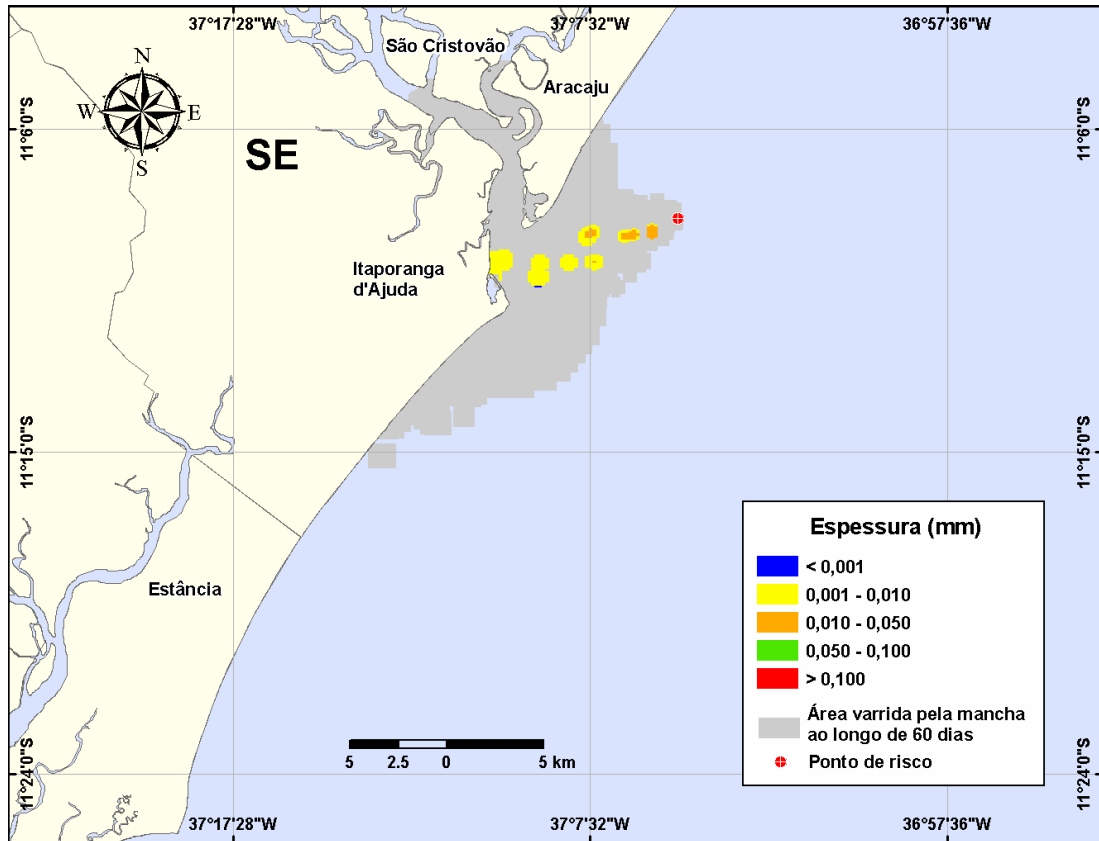 37°17'28"W
37°7'32"W
36°57'36"W
São Cristovão
Aracaju
N
W
E
S
SE
11°6'0"S
11°6'0"S
Itaporanga
d'Ajuda
11°15'0"S
11°15'0"S
Estância
Espessura (mm)
< 0,001
0,001 - 0,010
0,010 - 0,050
0,050 - 0,100
> 0,100
Área varrida pela mancha
ao longo de 60 dias
Ponto de risco
5 2.5 0 5 km
11°24'0"S
11°24'0"S
37°17'28"W
37°7'32"W
36°57'36"W